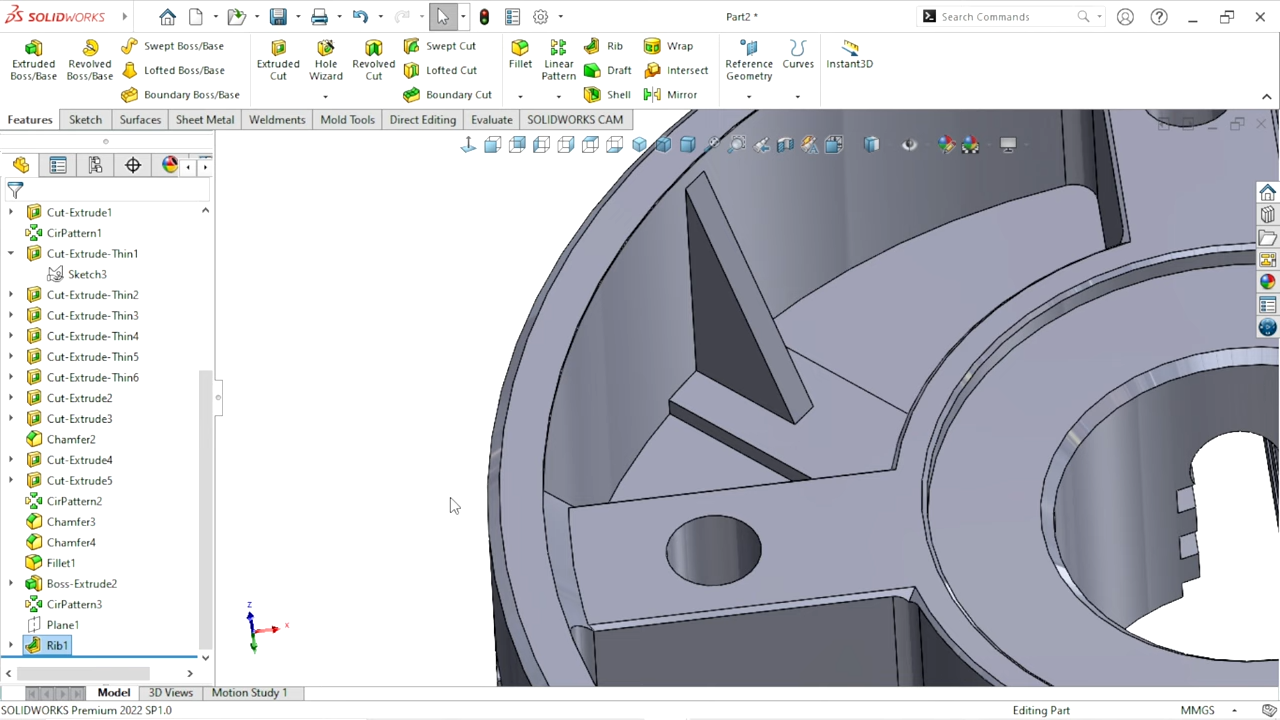 SOLIDWORKS
Part2 *
Search Commands
Extruded Boss/Base
Revolved Boss/Base
Swept Boss/Base
Lofted Boss/Base
Boundary Boss/Base
Extruded Cut
Hole Wizard
Revolved Cut
Swept Cut
Lofted Cut
Boundary Cut
Fillet
Linear Pattern
Rib
Draft
Shell
Wrap
Intersect
Mirror
Reference Geometry
Curves
Instant3D
Features
Sketch
Surfaces
Sheet Metal
Weldments
Mold Tools
Direct Editing
Evaluate
SOLIDWORKS CAM
Cut-Extrude1
CirPattern1
Cut-Extrude-Thin1
Sketch3
Cut-Extrude-Thin2
Cut-Extrude-Thin3
Cut-Extrude-Thin4
Cut-Extrude-Thin5
Cut-Extrude-Thin6
Cut-Extrude2
Cut-Extrude3
Chamfer2
Cut-Extrude4
Cut-Extrude5
CirPattern2
Chamfer3
Chamfer4
Fillet1
Boss-Extrude2
CirPattern3
Plane1
Rib1
z
x
Model
3D Views
Motion Study 1
SOLIDWORKS Premium 2022 SP1.0
Editing Part
MMGS